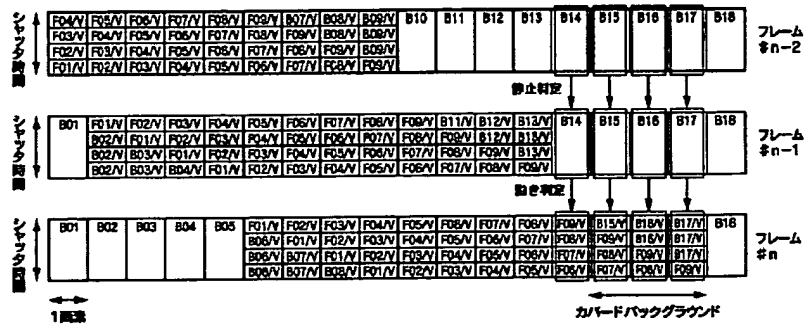 シャッタ時間
F04/V F05/V F06/V F07/V F08/V F09/V B07/V B08/V B09/V B10 B11 B12 B13 B14 B15 B16 B17 B18
F03/V F04/V F05/V F06/V F07/V F08/V F09/V B08/V B09/V
F02/V F03/V F04/V F05/V F06/V F07/V F08/V F09/V B09/V
F01/V F02/V F03/V F04/V F05/V F06/V F07/V F08/V F09/V
フレーム
#n-2
静止判定
シャッタ時間
B01 F01/V F02/V F03/V F04/V F05/V F06/V F07/V F08/V F09/V B11/V B12/V B13/V B14 B15 B16 B17 B18
B02/V F01/V F02/V F03/V F04/V F05/V F06/V F07/V F08/V F09/V B12/V B13/V
B02/V B03/V F01/V F02/V F03/V F04/V F05/V F06/V F07/V F08/V F09/V B13/V
B02/V B03/V B04/V F01/V F02/V F03/V F04/V F05/V F06/V F07/V F08/V F09/V
フレーム
#n-1
動き判定
シャッタ時間
B01 B02 B03 B04 B05 F01/V F02/V F03/V F04/V F05/V F06/V F07/V F08/V F09/V B15/V B16/V B17/V B18
B06/V F01/V F02/V F03/V F04/V F05/V F06/V F07/V F08/V F09/V B16/V B17/V
B06/V B07/V F01/V F02/V F03/V F04/V F05/V F06/V F07/V F08/V F09/V B17/V
B06/V B07/V B08/V F01/V F02/V F03/V F04/V F05/V F06/V F07/V F08/V F09/V
フレーム
#n
1画素
カバードバックグラウンド